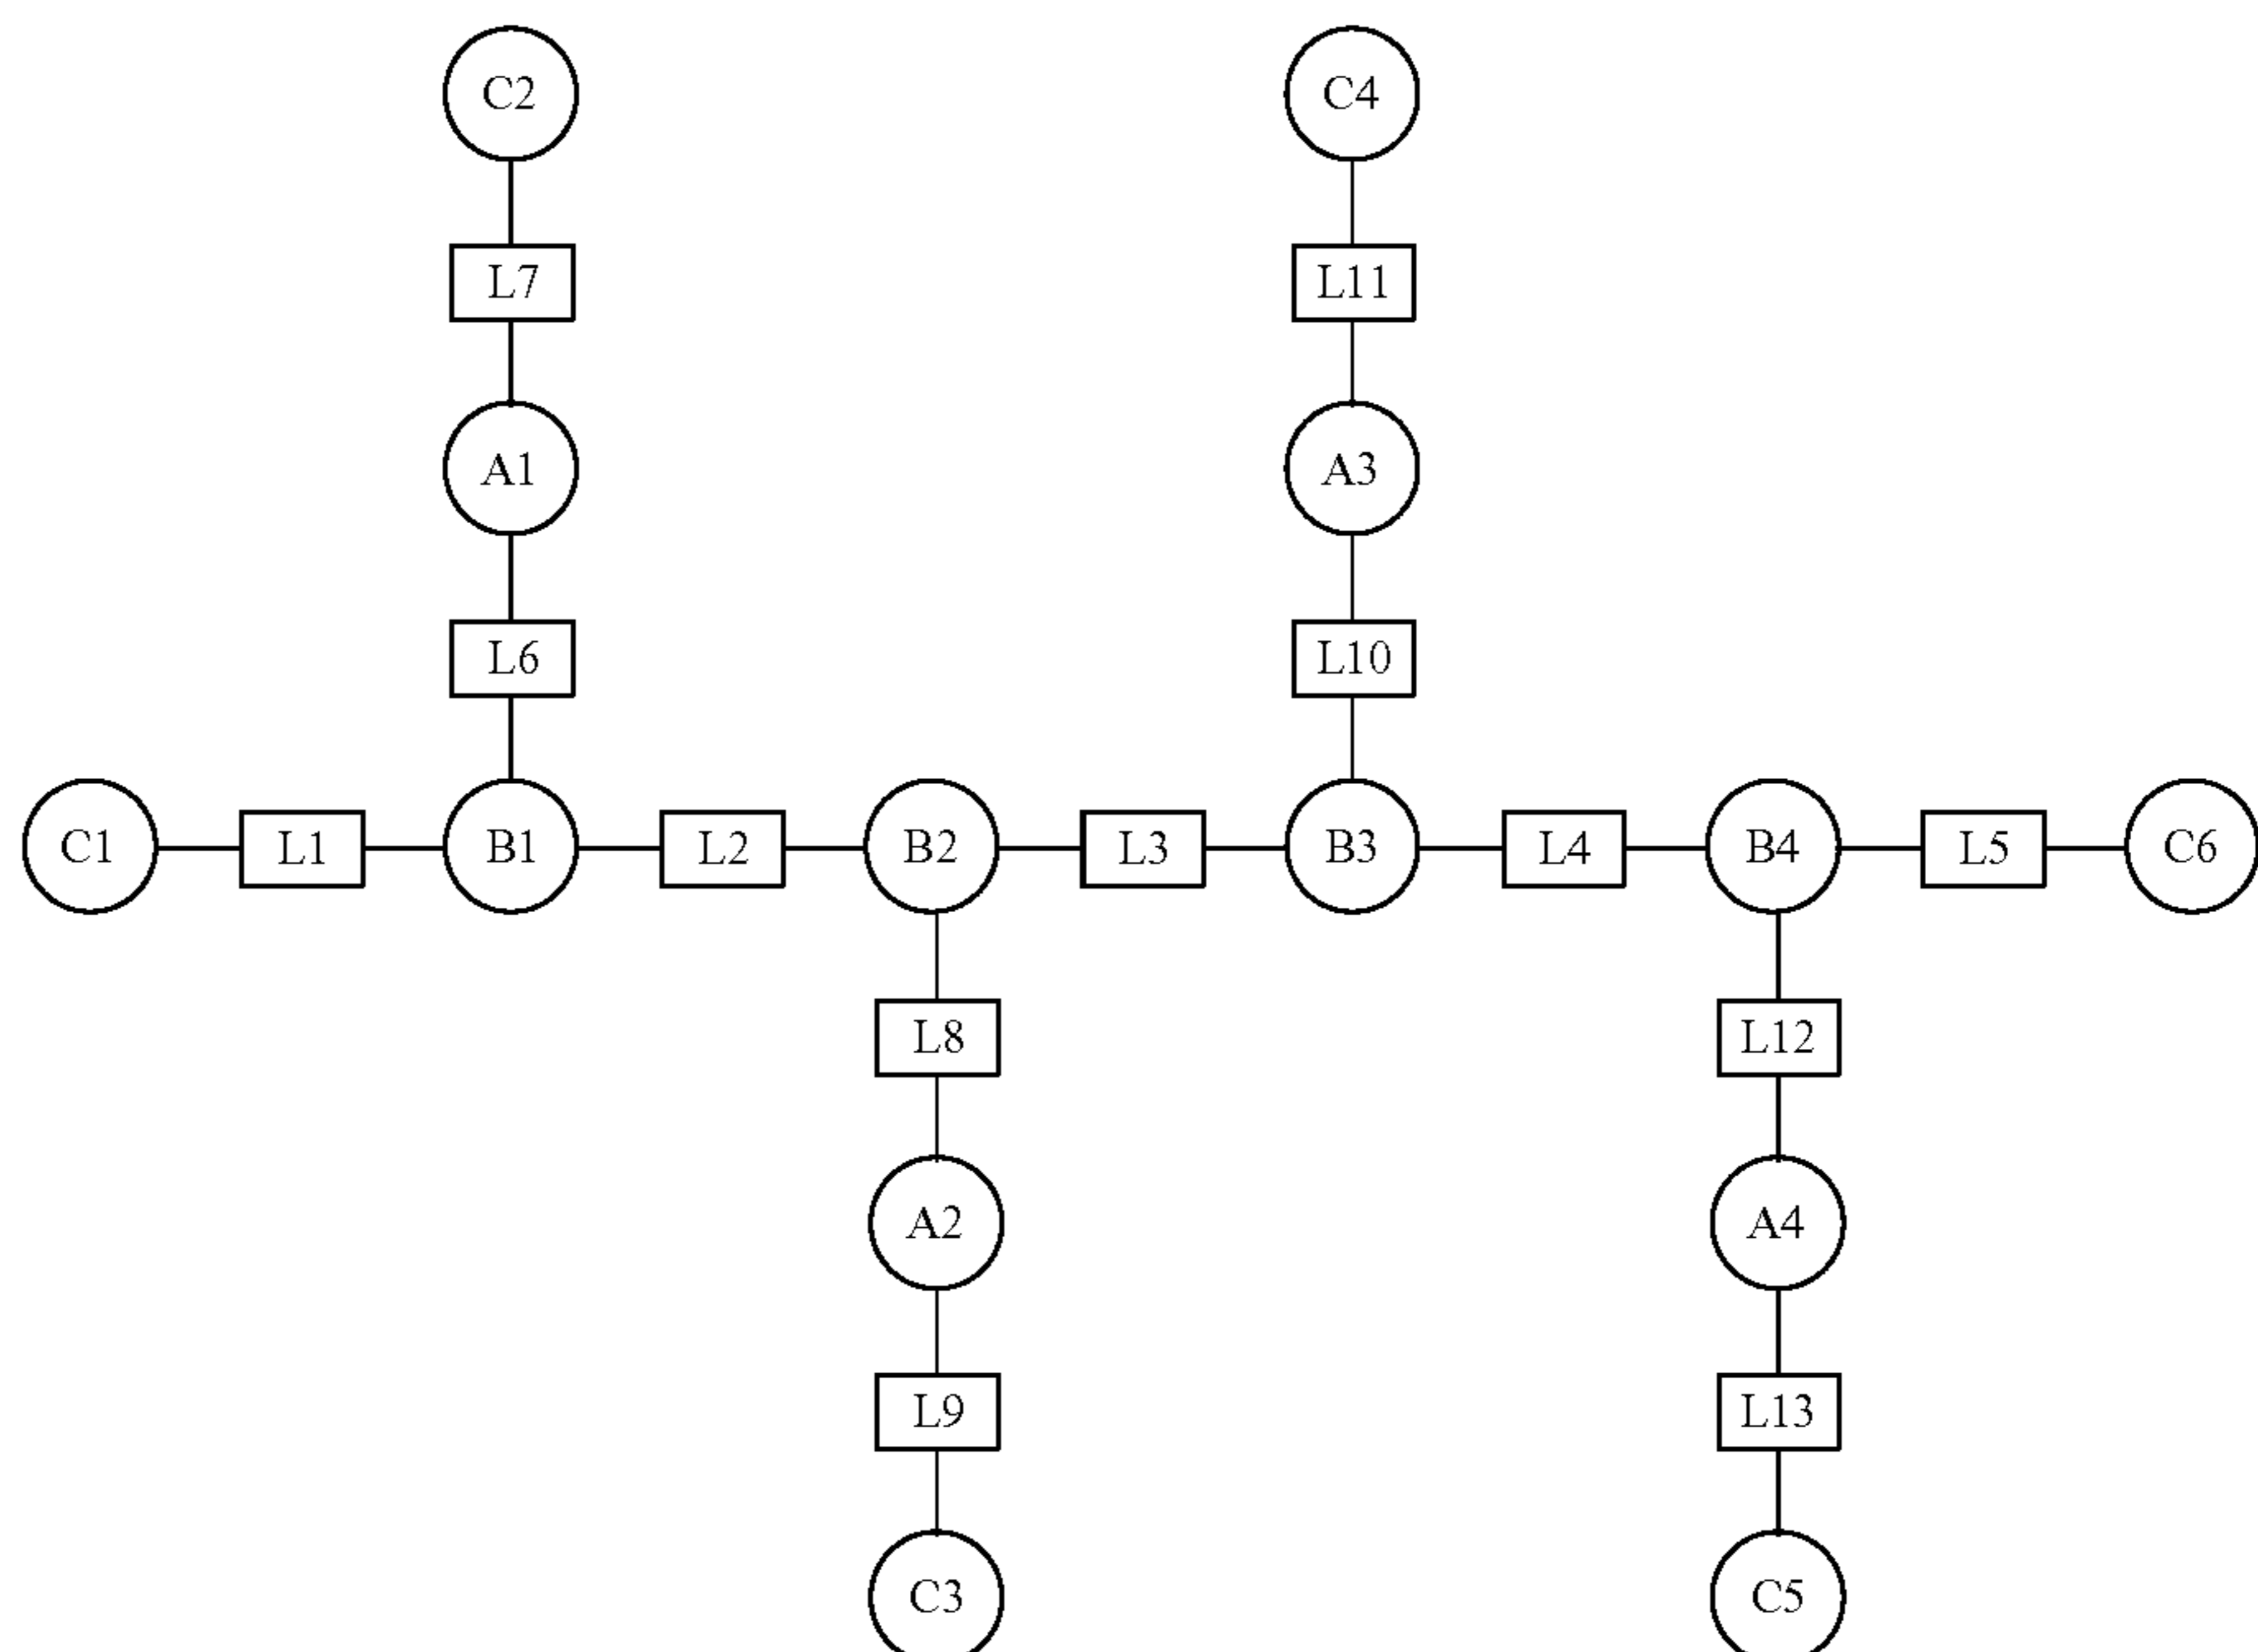 C2 C4
L7 L11
A1 A3
L6 L10
C1 L1 B1 L2 B2 L3 B3 L4 B4 L5 C6
L8 L12
A2 A4
L9 L13
C3 C5